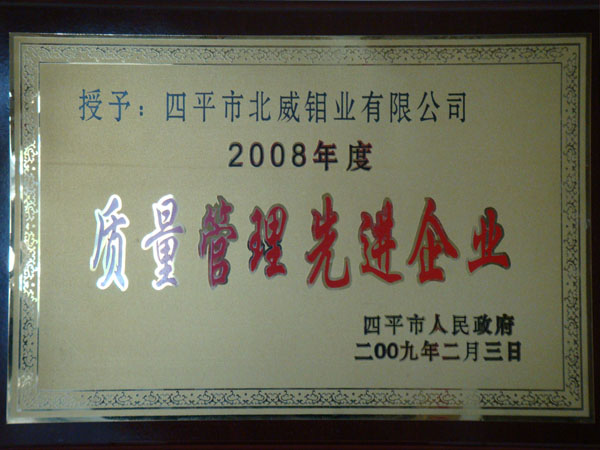 授予：四平市北威钼业有限公司
2008年度
质量管理先进企业
四平市人民政府
二00九年二月三日